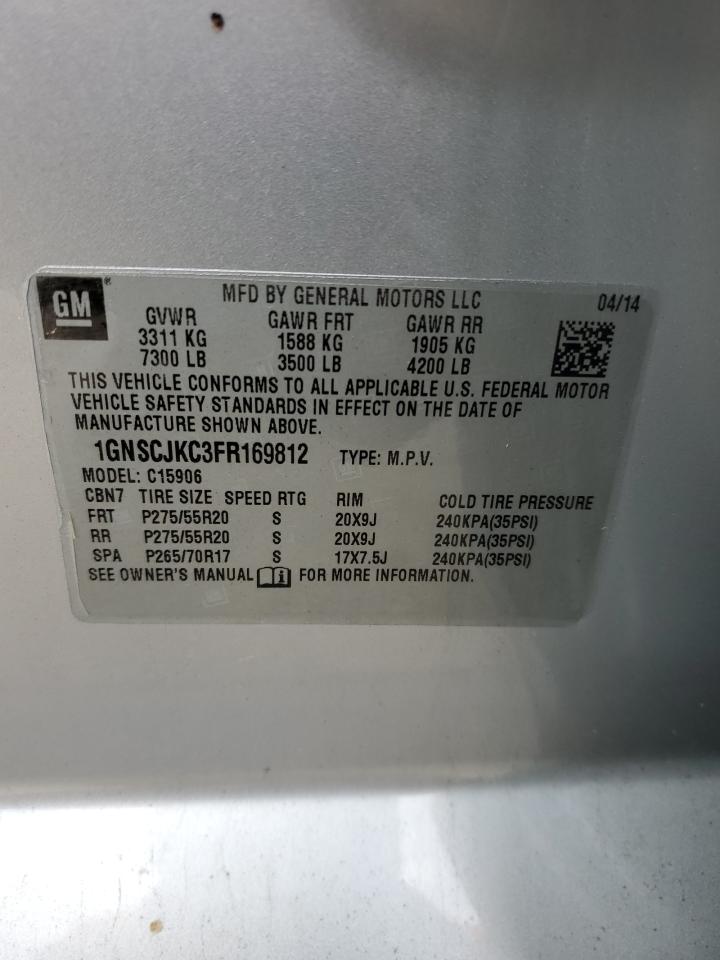 GM ®
MFD BY GENERAL MOTORS LLC 04/14
GVWR GAWR FRT GAWR RR
3311 KG 1588 KG 1905 KG
7300 LB 3500 LB 4200 LB
THIS VEHICLE CONFORMS TO ALL APPLICABLE U.S. FEDERAL MOTOR
VEHICLE SAFETY STANDARDS IN EFFECT ON THE DATE OF
MANUFACTURE SHOWN ABOVE.
1GNSCJKC3FR169812 TYPE: M.P.V.
MODEL: C15906
CBN7 TIRE SIZE SPEED RTG RIM COLD TIRE PRESSURE
FRT P275/55R20 S 20X9J 240KPA(35PSI)
RR P275/55R20 S 20X9J 240KPA(35PSI)
SPA P265/70R17 S 17X7.5J 240KPA(35PSI)
SEE OWNER'S MANUAL i FOR MORE INFORMATION.